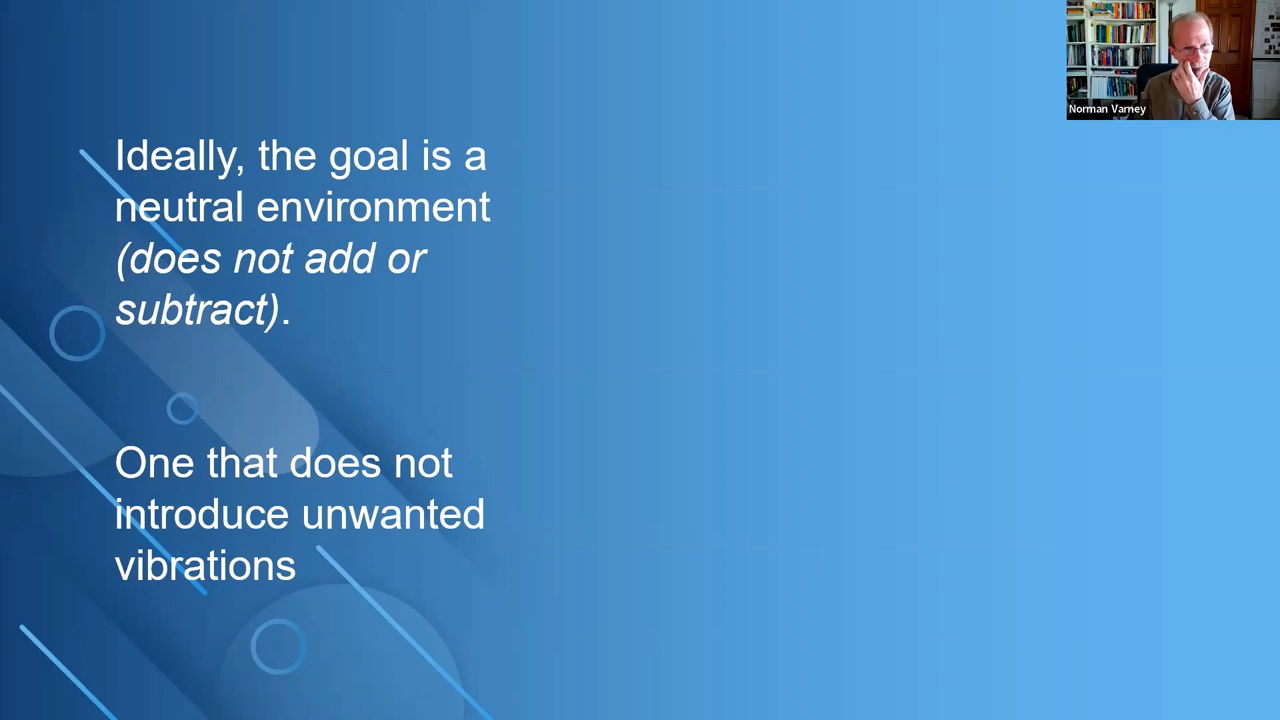 Ideally, the goal is a
neutral environment
(does not add or
subtract).
One that does not
introduce unwanted
vibrations
Norman Varney